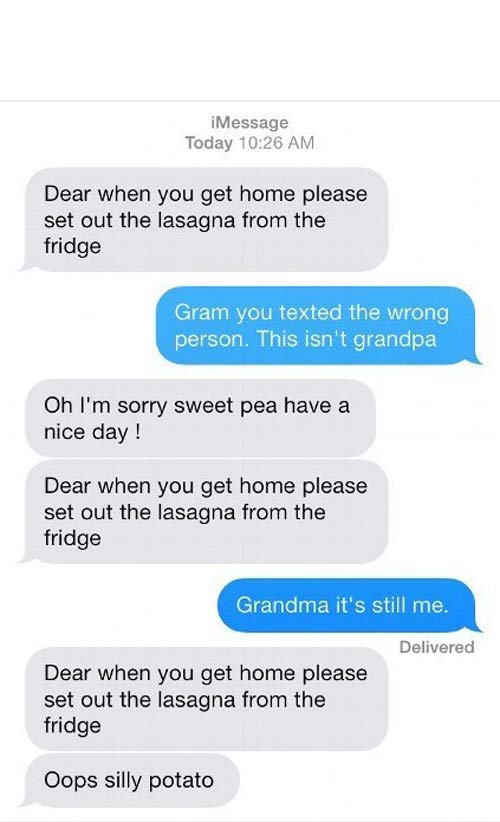 iMessage
Today 10:26 AM
Dear when you get home please
set out the lasagna from the
fridge
Gram you texted the wrong
person. This isn't grandpa
Oh I'm sorry sweet pea have a
nice day !
Dear when you get home please
set out the lasagna from the
fridge
Grandma it's still me.
Delivered
Dear when you get home please
set out the lasagna from the
fridge
Oops silly potato